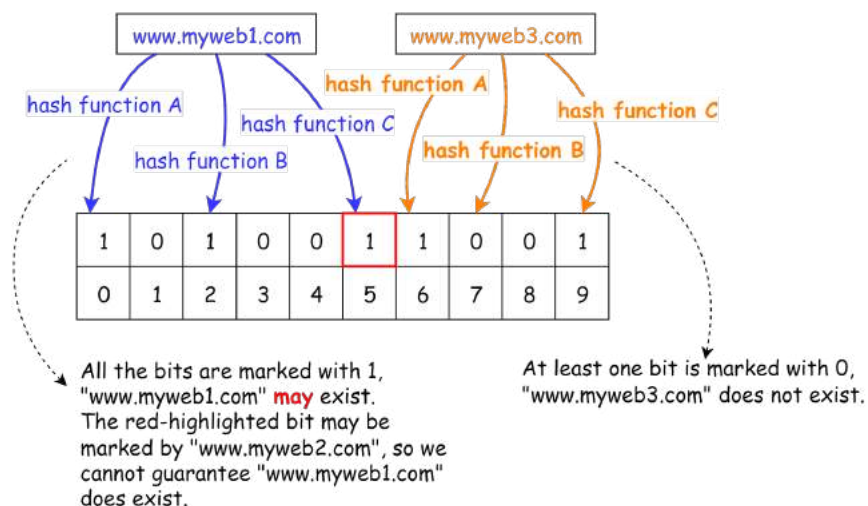 www.myweb1.com
www.myweb3.com
hash function A
hash function B
hash function C
hash function A
hash function B
hash function C
1 0 1 0 0 1 1 0 0 1
0 1 2 3 4 5 6 7 8 9
All the bits are marked with 1,
"www.myweb1.com" may exist.
The red-highlighted bit may be
marked by "www.myweb2.com", so we
cannot guarantee "www.myweb1.com"
does exist.
At least one bit is marked with 0,
"www.myweb3.com" does not exist.